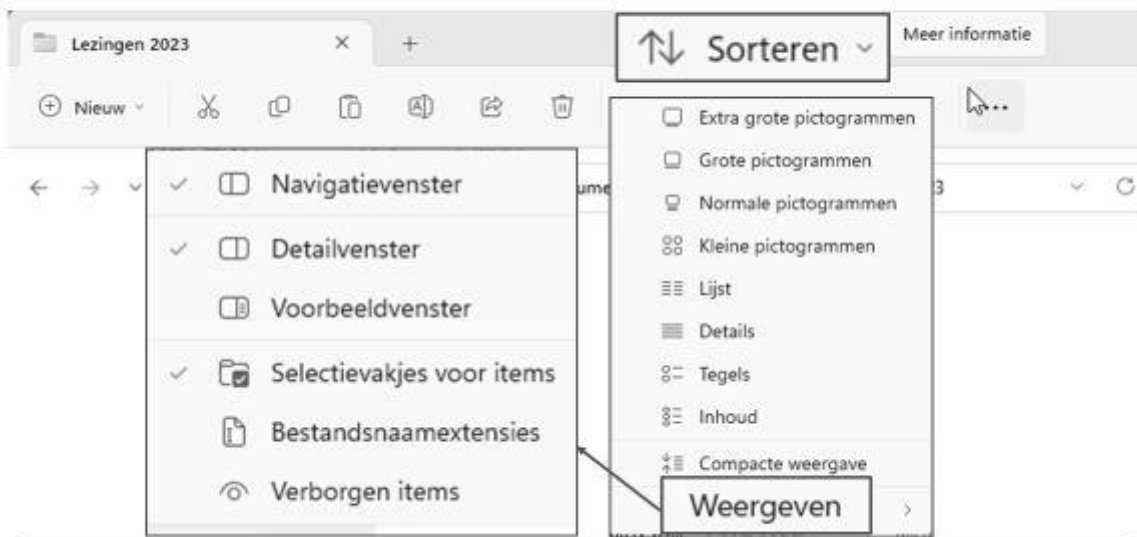 Lezingen 2023
Sorteren
Meer informatie
Nieuw
Extra grote pictogrammen
Grote pictogrammen
Normale pictogrammen
Kleine pictogrammen
Lijst
Details
Tegels
Inhoud
Compacte weergave
Weergeven
Navigatievenster
Detailvenster
Voorbeeldvenster
Selectievakjes voor items
Bestandsnaamextensies
Verborgen items